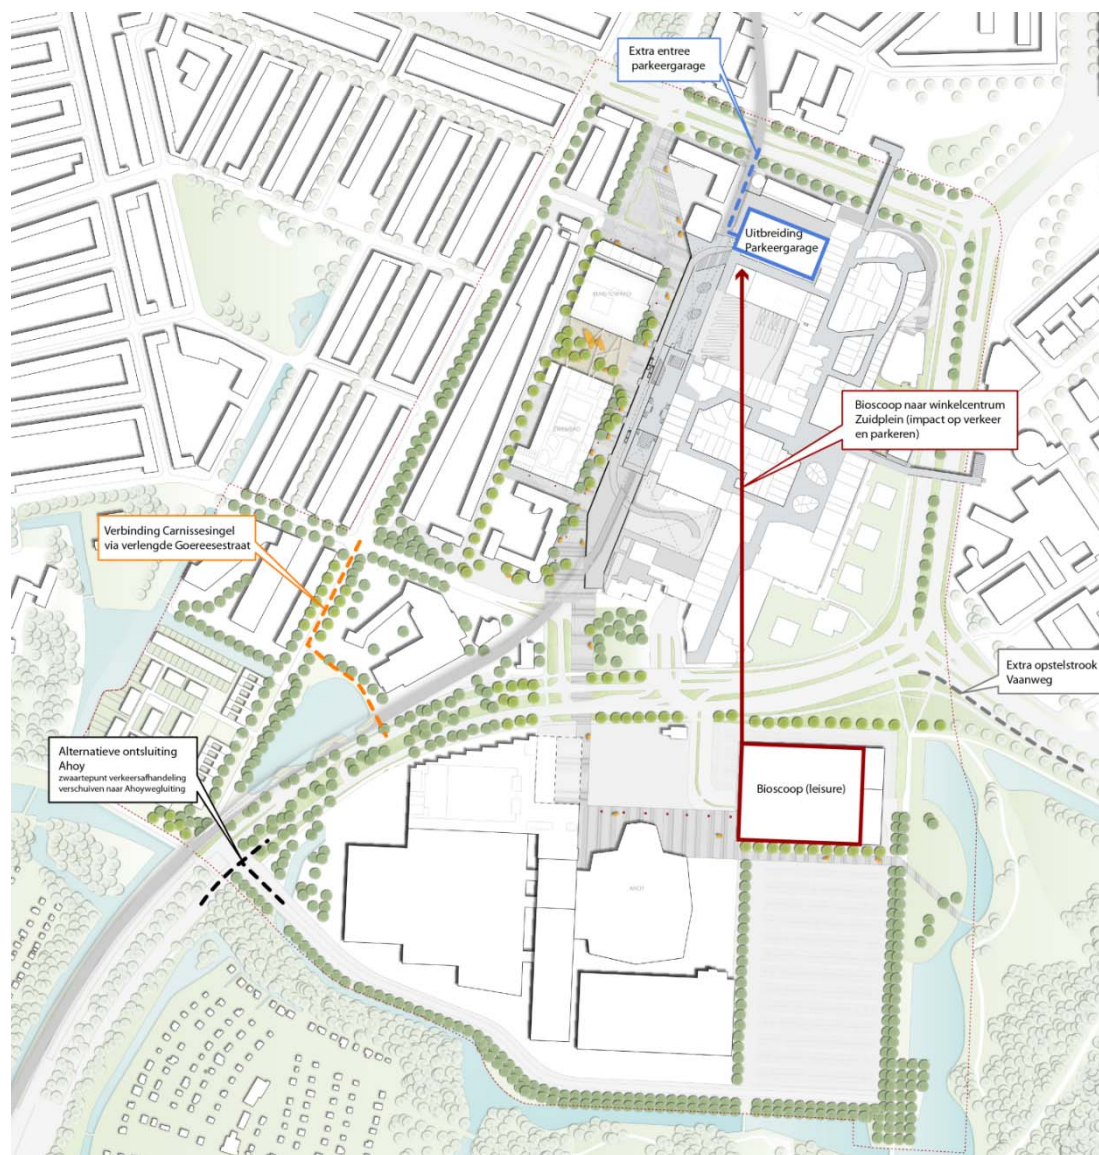 Extra entree
parkeergarage
Uitbreiding
Parkeergarage
Bioscoop naar winkelcentrum
Zuidplein (impact op verkeer
en parkeren)
Verbinding Carnissesingel
via verlengde Goereesestraat
Extra opstelstrook
Vaanweg
Alternatieve ontsluiting
Ahoy
zwaartepunt verkeersafhandeling
verschuiven naar Ahoywegluiting
Bioscoop (leisure)
AHOY